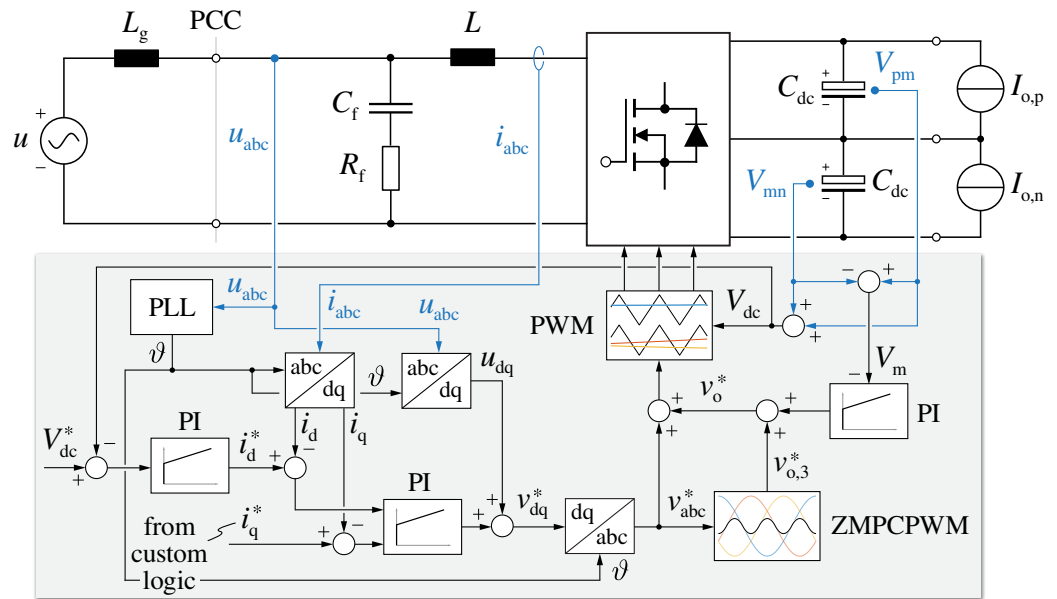 L_g PCC L
u + − C_f R_f u_abc i_abc
C_dc + − V_pm I_o,p
V_mn C_dc + − I_o,n
u_abc i_abc u_abc
PLL PWM V_dc + + − +
ϑ abc dq ϑ abc dq u_dq v_o^* V_m −
V_dc^* − + PI i_d^* i_d i_q + − + + + + PI
PI v_dq^* + + v_o,3^*
from custom logic i_q^* + − + + dq abc v_abc^* ZMPCPWM
ϑ ϑ